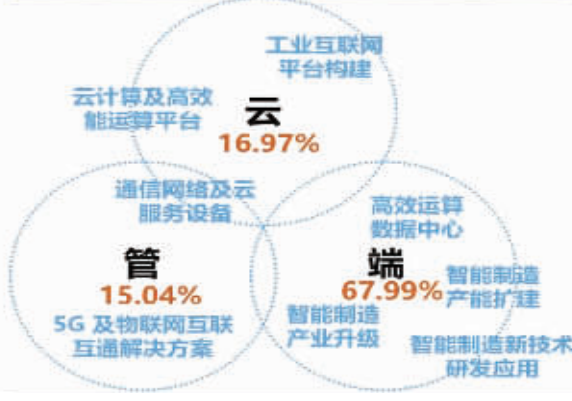 工业互联网
平台构建
云计算及高效
能运算平台
云
16.97%
通信网络及云
服务设备
管
15.04%
5G 及物联网互联
互通解决方案
高效运算
数据中心
端
67.99%
智能制造
产能扩建
智能制造
产业升级
智能制造新技术
研发应用